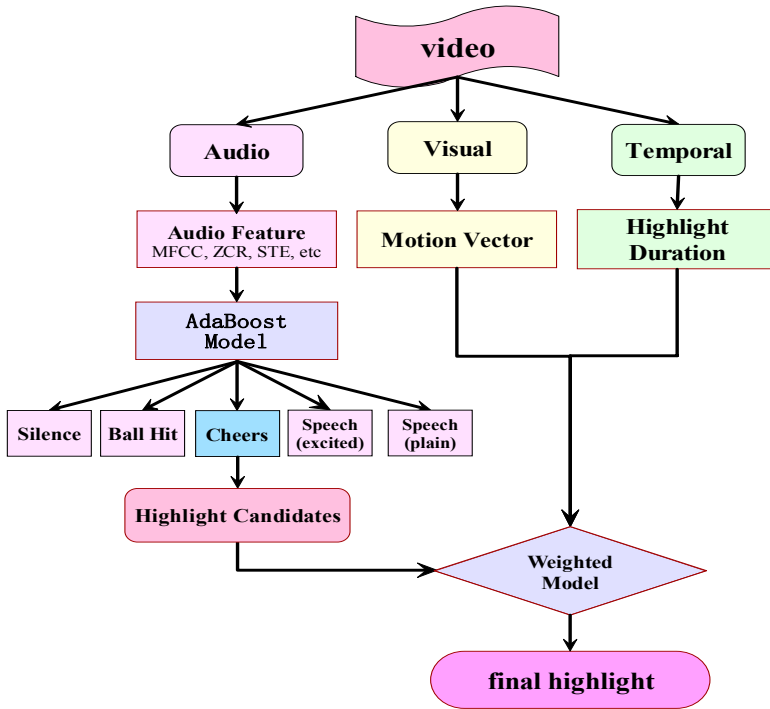 video
Audio
Visual
Temporal
Audio Feature
MFCC, ZCR, STE, etc
Motion Vector
Highlight
Duration
AdaBoost
Model
Silence
Ball Hit
Cheers
Speech
(excited)
Speech
(plain)
Highlight Candidates
Weighted
Model
final highlight